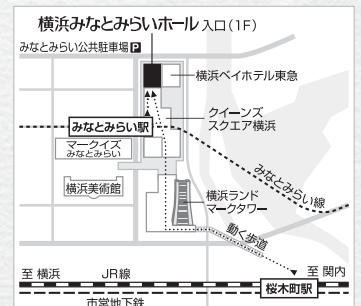 横浜みなとみらいホール 入口(1F)
みなとみらい公共駐車場 P
横浜ベイホテル東急
クイーンズ
スクエア横浜
みなとみらい駅
マークイズ
みなとみらい
みなとみらい線
横浜美術館
横浜ランド
マークタワー
動く歩道
至 横浜
JR線
至 関内
桜木町駅
市営地下鉄